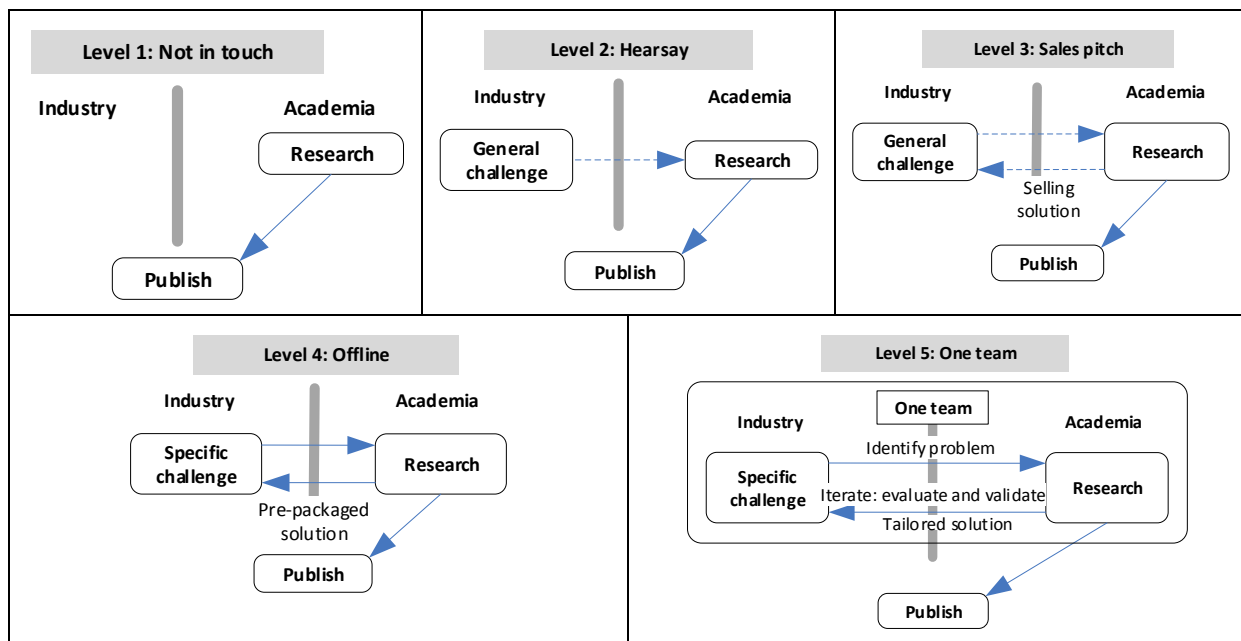 Level 1: Not in touch
Industry
Academia
Research
Publish
Level 2: Hearsay
Industry
Academia
General
challenge
Research
Publish
Level 3: Sales pitch
Industry
Academia
General
challenge
Research
Selling
solution
Publish
Level 4: Offline
Industry
Academia
Specific
challenge
Research
Pre-packaged
solution
Publish
Level 5: One team
One team
Industry
Academia
Identify problem
Specific
challenge
Research
Iterate: evaluate and validate
Tailored solution
Publish